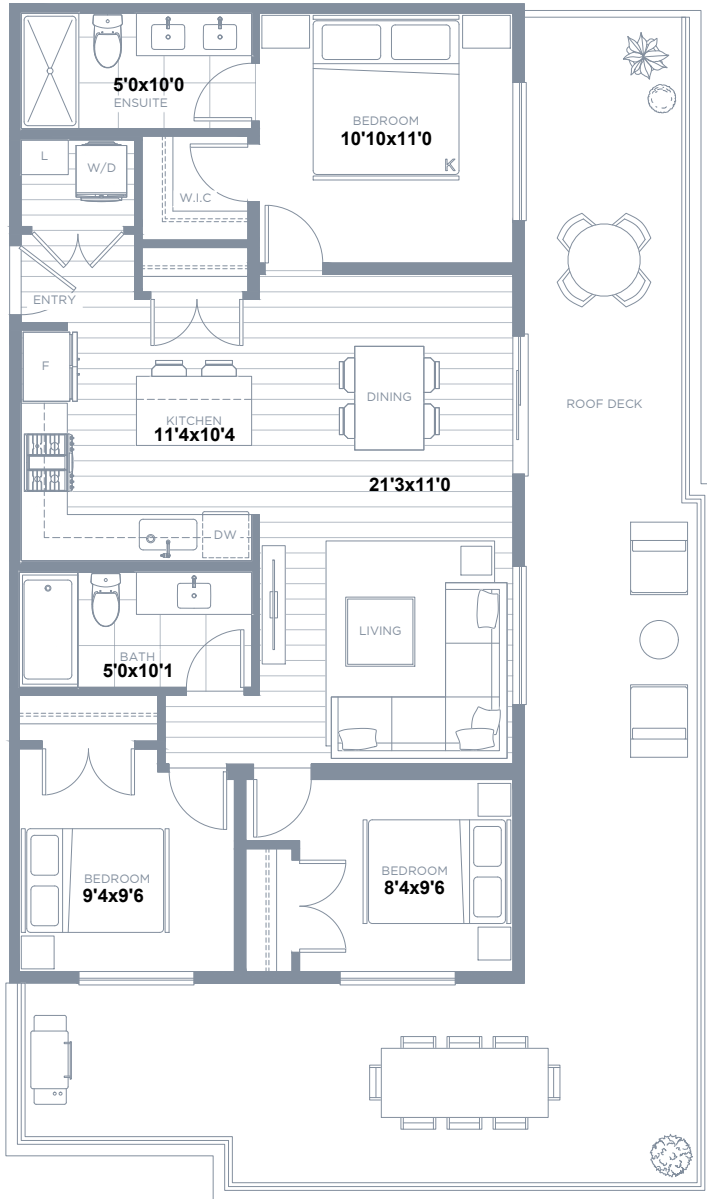 5'0x10'0
ENSUITE
BEDROOM
10'10x11'0
K
L
W/D
W.I.C
ENTRY
F
DINING
ROOF DECK
KITCHEN
11'4x10'4
21'3x11'0
DW
LIVING
BATH
5'0x10'1
BEDROOM
9'4x9'6
BEDROOM
8'4x9'6